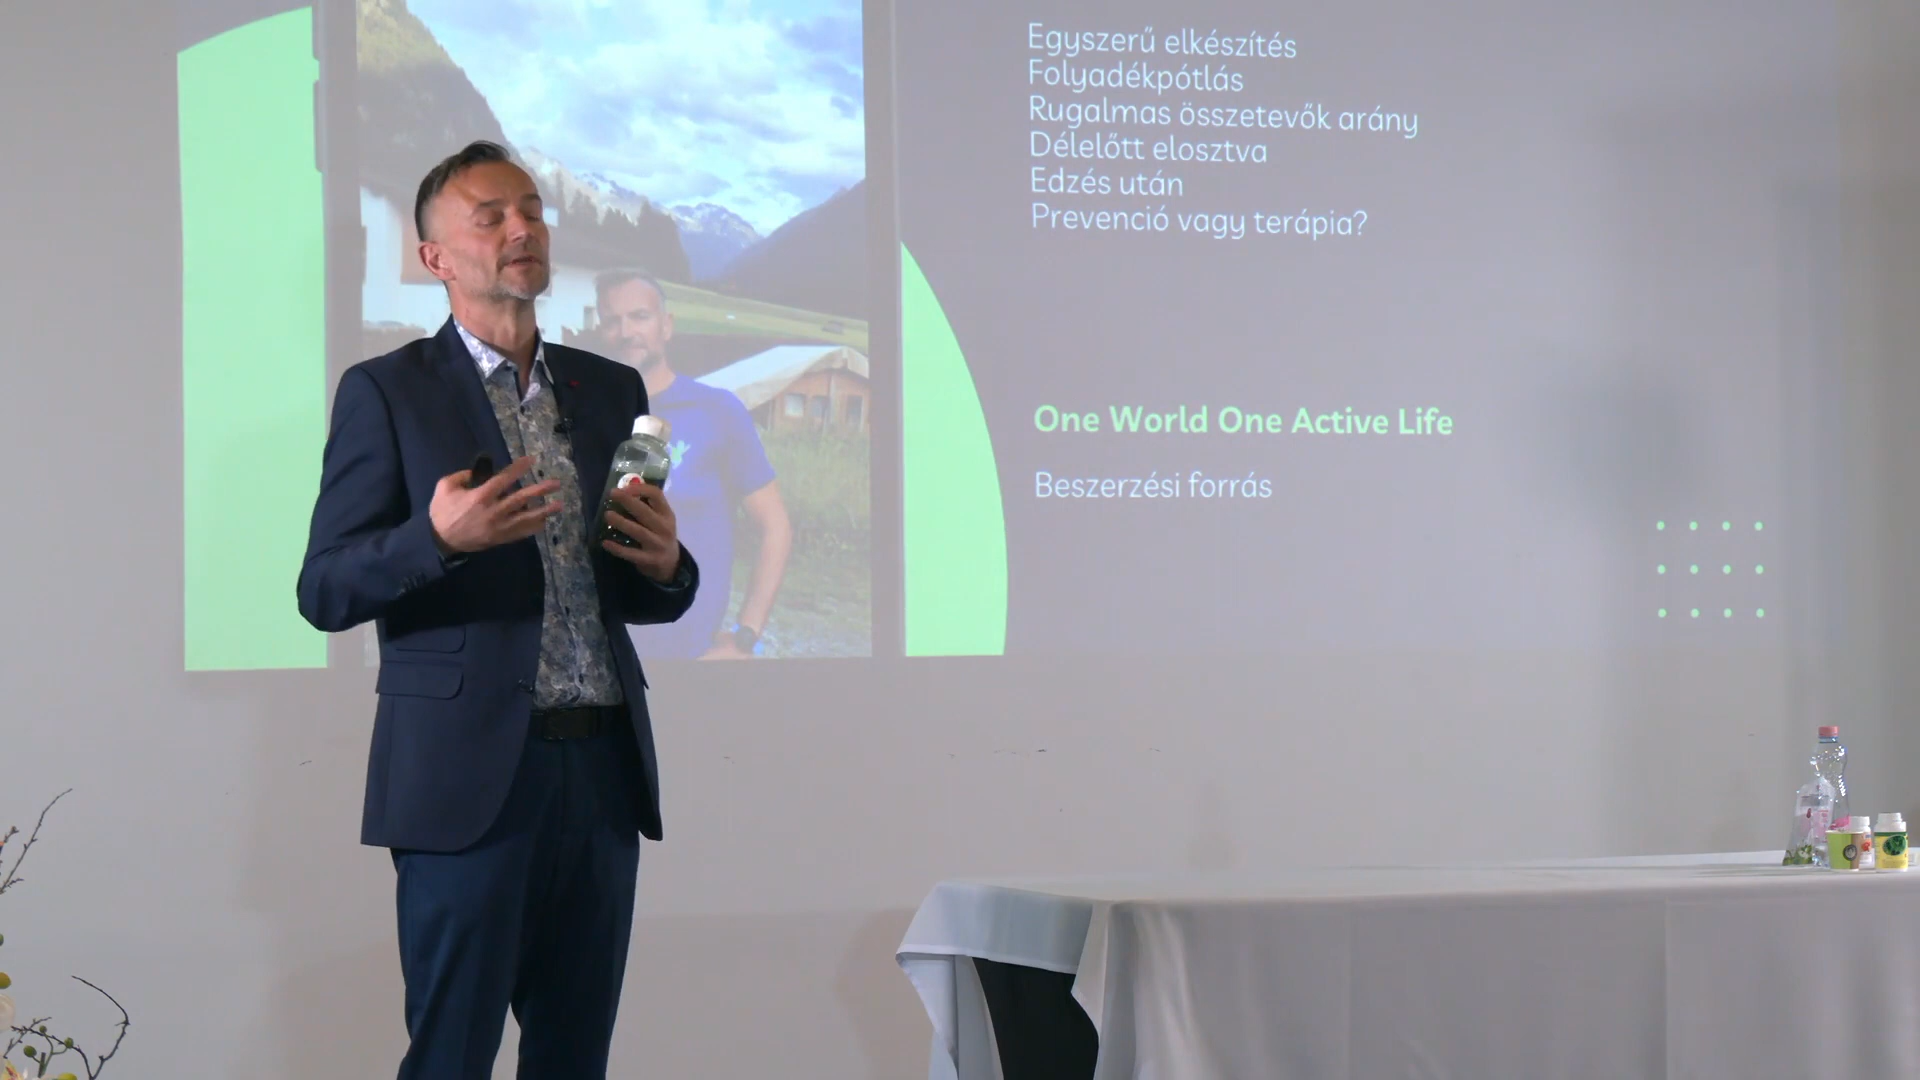 Egyszerű elkészítés
Folyadékpótlás
Rugalmas összetevők arány
Délelőtt elosztva
Edzés után
Prevenció vagy terápia?
One World One Active Life
Beszerzési forrás